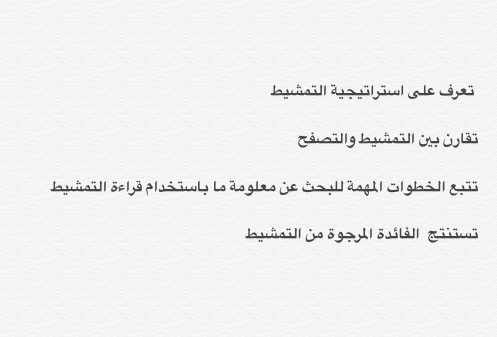 تعرف على استراتيجية التمشيط
تقارن بين التمشيط والتصفح
تتبع الخطوات المهمة للبحث عن معلومة ما باستخدام قراءة التمشيط
تستنتج الفائدة المرجوة من التمشيط